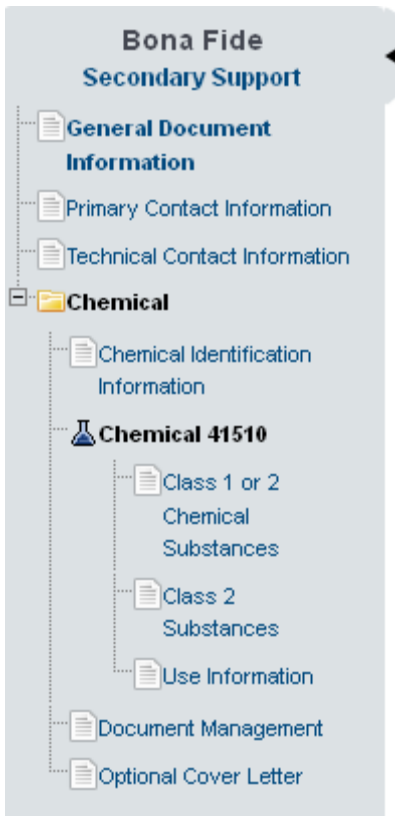 Bona Fide
Secondary Support
General Document
Information
Primary Contact Information
Technical Contact Information
Chemical
Chemical Identification
Information
Chemical 41510
Class 1 or 2
Chemical
Substances
Class 2
Substances
Use Information
Document Management
Optional Cover Letter